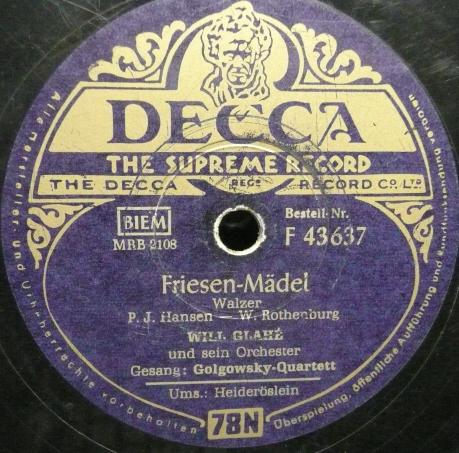 DECCA
THE SUPREME RECORD
THE DECCA REGD RECORD CO. LTD
BIEM
MRB 2108
Bestell-Nr.
F 43637
Friesen-Mädel
Walzer
P. J. Hansen — W. Rothenburg
WILL GLAHÉ
und sein Orchester
Gesang: Golgowsky-Quartett
Ums.: Heideröslein
78N
Alle Hersteller und Urheberrechte vorbehalten
Überspielung, öffentliche Aufführung und Rundfunksendung verboten